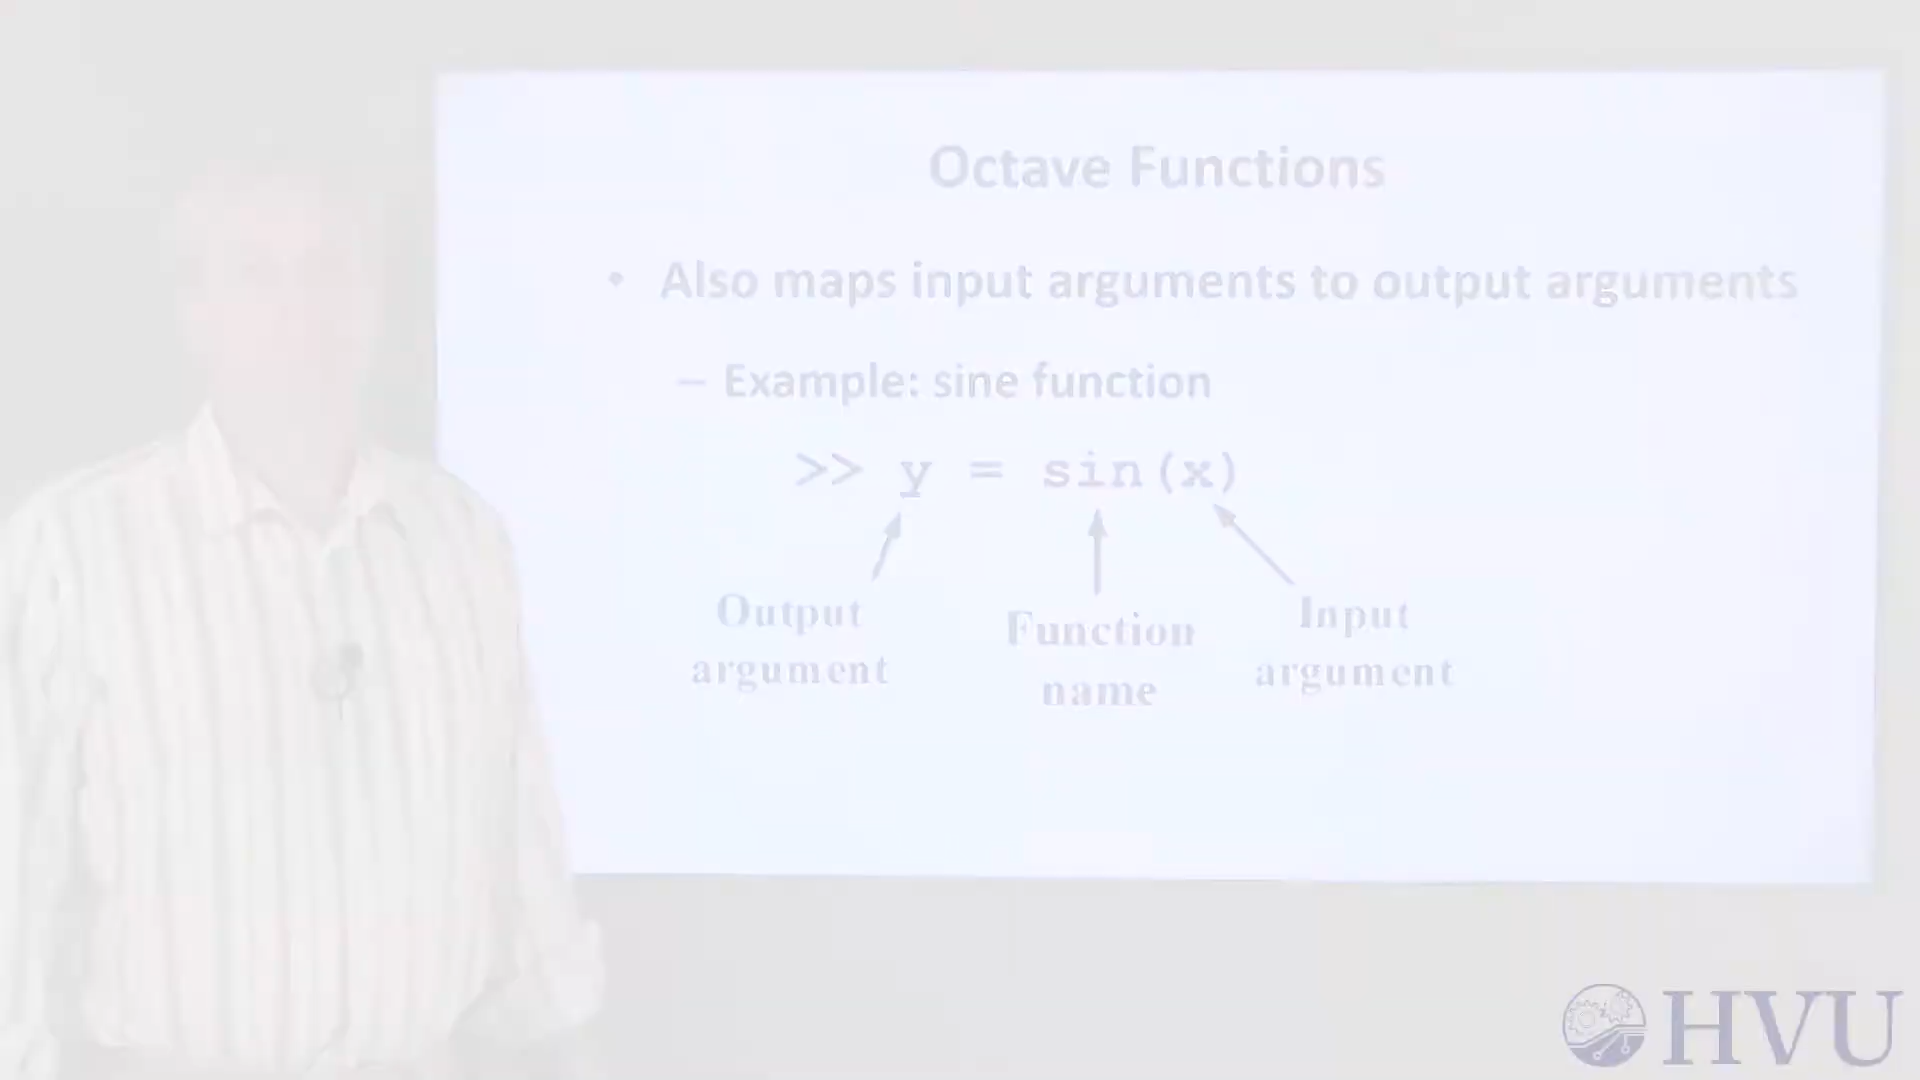 Octave Functions
• Also maps input arguments to output arguments
– Example: sine function
>> y = sin(x)
Output argument
Function name
Input argument
HVU